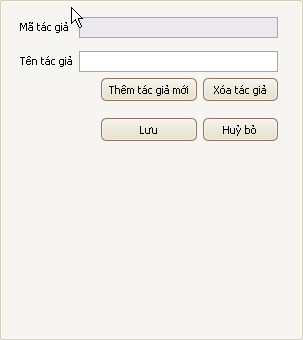 Mã tác giả
Tên tác giả
Thêm tác giả mới Xóa tác giả
Lưu Huỷ bỏ